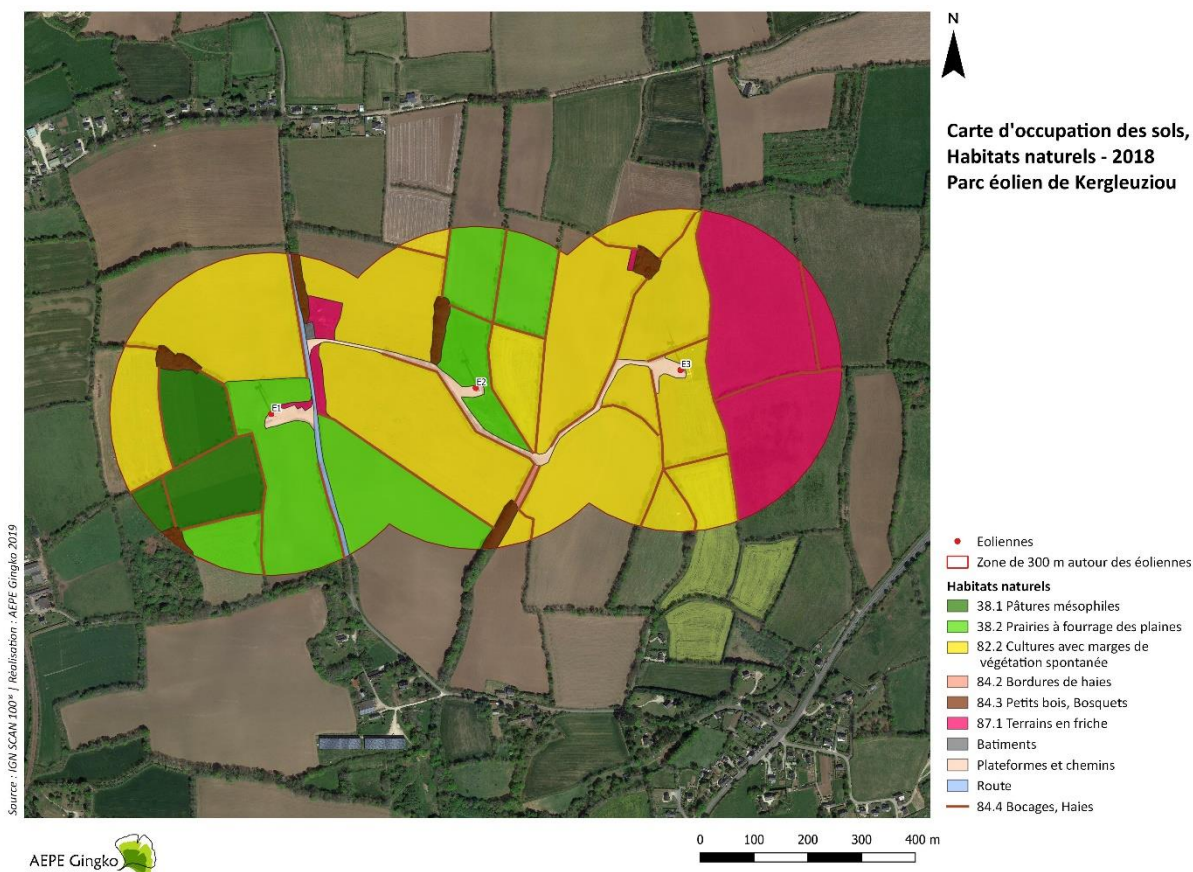 N
Carte d'occupation des sols,
Habitats naturels - 2018
Parc éolien de Kergleuziou
E1
E2
E3
Eoliennes
Zone de 300 m autour des éoliennes
Habitats naturels
38.1 Pâtures mésophiles
38.2 Prairies à fourrage des plaines
82.2 Cultures avec marges de
végétation spontanée
84.2 Bordures de haies
84.3 Petits bois, Bosquets
87.1 Terrains en friche
Batiments
Plateformes et chemins
Route
84.4 Bocages, Haies
Source : IGN SCAN 100® | Réalisation : AEPE Gingko 2019
AEPE Gingko
0 100 200 300 400 m